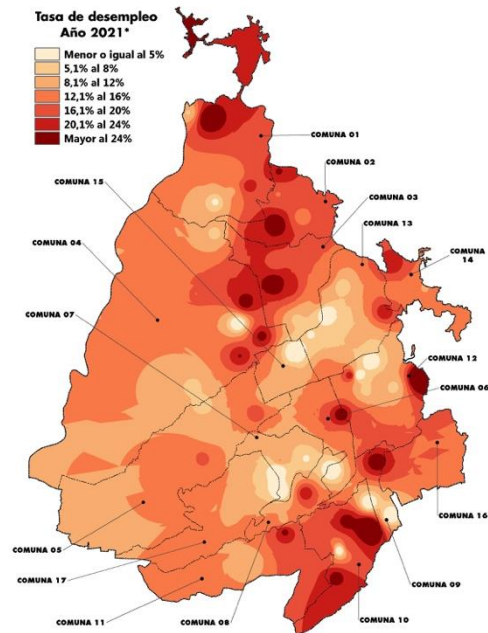 Tasa de desempleo
Año 2021*
Menor o igual al 5%
5,1% al 8%
8,1% al 12%
12,1% al 16%
16,1% al 20%
20,1% al 24%
Mayor al 24%
COMUNA 01
COMUNA 02
COMUNA 15
COMUNA 03
COMUNA 13
COMUNA 04
COMUNA
14
COMUNA 07
COMUNA 12
COMUNA 06
COMUNA 16
COMUNA 05
COMUNA 17
COMUNA 09
COMUNA 11
COMUNA 08
COMUNA 10